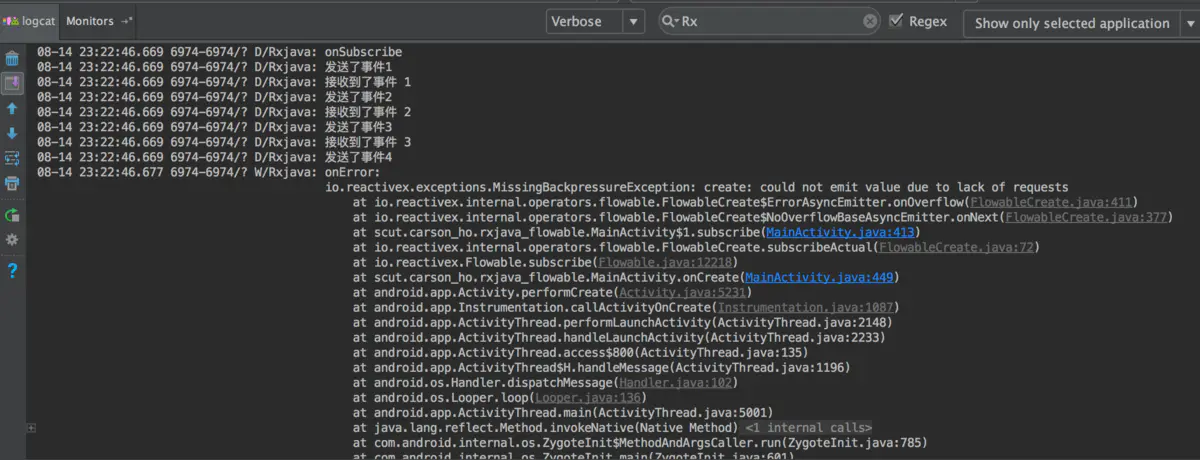 logcat Monitors →* Verbose Rx Regex Show only selected application
08-14 23:22:46.669 6974-6974/? D/Rxjava: onSubscribe
08-14 23:22:46.669 6974-6974/? D/Rxjava: 发送了事件1
08-14 23:22:46.669 6974-6974/? D/Rxjava: 接收到了事件 1
08-14 23:22:46.669 6974-6974/? D/Rxjava: 发送了事件2
08-14 23:22:46.669 6974-6974/? D/Rxjava: 接收到了事件 2
08-14 23:22:46.669 6974-6974/? D/Rxjava: 发送了事件3
08-14 23:22:46.669 6974-6974/? D/Rxjava: 接收到了事件 3
08-14 23:22:46.669 6974-6974/? D/Rxjava: 发送了事件4
08-14 23:22:46.677 6974-6974/? W/Rxjava: onError:
io.reactivex.exceptions.MissingBackpressureException: create: could not emit value due to lack of requests
at io.reactivex.internal.operators.flowable.FlowableCreate$ErrorAsyncEmitter.onOverflow(FlowableCreate.java:411)
at io.reactivex.internal.operators.flowable.FlowableCreate$NoOverflowBaseAsyncEmitter.onNext(FlowableCreate.java:377)
at scut.carson_ho.rxjava_flowable.MainActivity$1.subscribe(MainActivity.java:413)
at io.reactivex.internal.operators.flowable.FlowableCreate.subscribeActual(FlowableCreate.java:72)
at io.reactivex.Flowable.subscribe(Flowable.java:12218)
at scut.carson_ho.rxjava_flowable.MainActivity.onCreate(MainActivity.java:449)
at android.app.Activity.performCreate(Activity.java:5231)
at android.app.Instrumentation.callActivityOnCreate(Instrumentation.java:1087)
at android.app.ActivityThread.performLaunchActivity(ActivityThread.java:2148)
at android.app.ActivityThread.handleLaunchActivity(ActivityThread.java:2233)
at android.app.ActivityThread.access$800(ActivityThread.java:135)
at android.app.ActivityThread$H.handleMessage(ActivityThread.java:1196)
at android.os.Handler.dispatchMessage(Handler.java:102)
at android.os.Looper.loop(Looper.java:136)
at android.app.ActivityThread.main(ActivityThread.java:5001)
at java.lang.reflect.Method.invokeNative(Native Method) <1 internal calls>
at com.android.internal.os.ZygoteInit$MethodAndArgsCaller.run(ZygoteInit.java:785)
at com.android.internal.os.ZygoteInit.main(ZygoteInit.java:601)